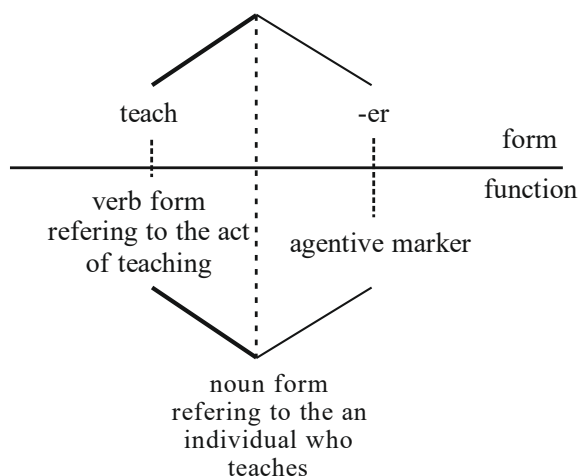 teach
-er
form
function
verb form
refering to the act
of teaching
agentive marker
noun form
refering to the an
individual who
teaches